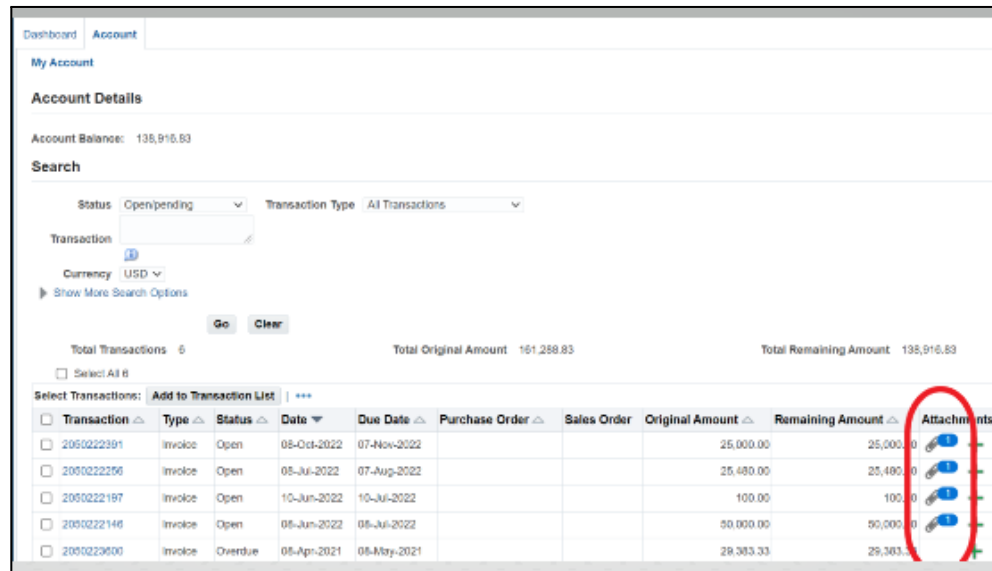 Dashboard Account
My Account
Account Details
Account Balance: 138,916.83
Search
Status Open/pending Transaction Type All Transactions
Transaction
Currency USD
Show More Search Options
Go Clear
Total Transactions 6 Total Original Amount 161,288.83 Total Remaining Amount 138,916.83
Select All 6
Select Transactions: Add to Transaction List | •••
Transaction Type Status Date Due Date Purchase Order Sales Order Original Amount Remaining Amount Attachments
2050222391 Invoice Open 08-Oct-2022 07-Nov-2022 25,000.00 25,000.00 1
2050222256 Invoice Open 08-Jul-2022 07-Aug-2022 25,480.00 25,480.00 1
2050222197 Invoice Open 10-Jun-2022 10-Jul-2022 100.00 100.00 1
2050222146 Invoice Open 08-Jun-2022 08-Jul-2022 50,000.00 50,000.00 1
2050223600 Invoice Overdue 08-Apr-2021 08-May-2021 29,383.33 29,383.33